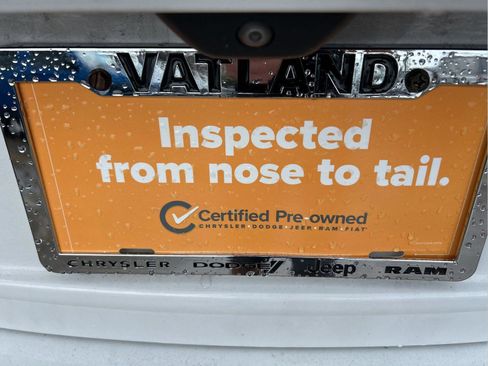 VATLAND
Inspected
from nose to tail.
Certified Pre-owned
CHRYSLER • DODGE • JEEP • RAM • FIAT
CHRYSLER DODGE Jeep RAM